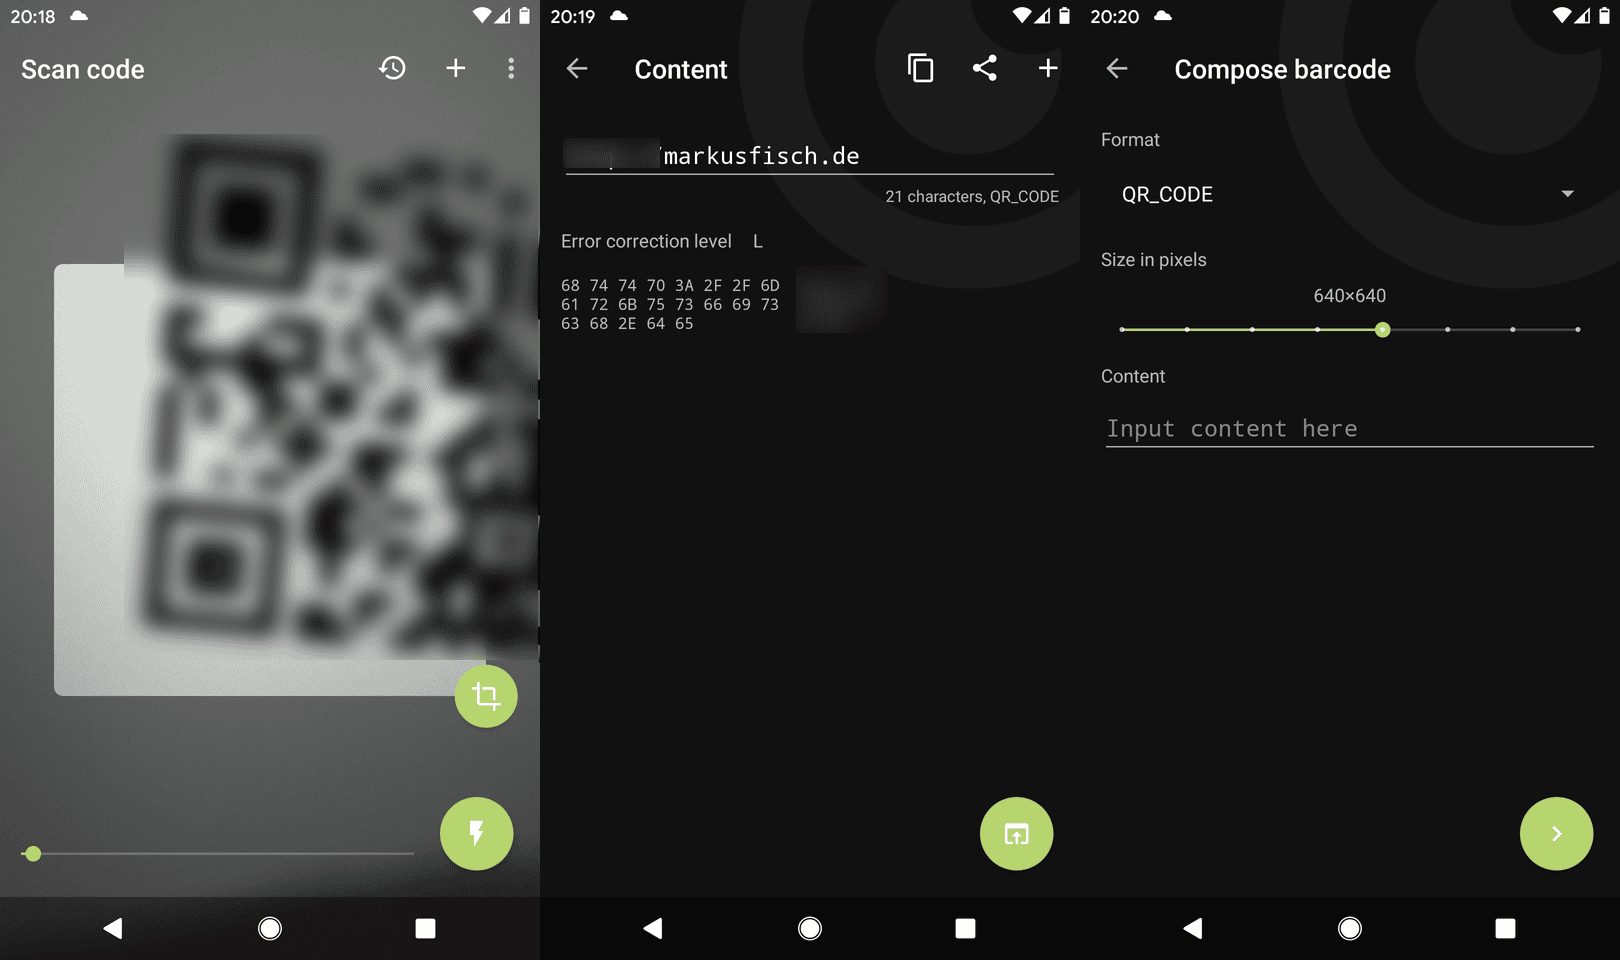 20:18
Scan code
20:19
Content
/markusfisch.de
21 characters, QR_CODE
Error correction level L
68 74 74 70 3A 2F 2F 6D
61 72 6B 75 73 66 69 73
63 68 2E 64 65
20:20
Compose barcode
Format
QR_CODE
Size in pixels
640×640
Content
Input content here